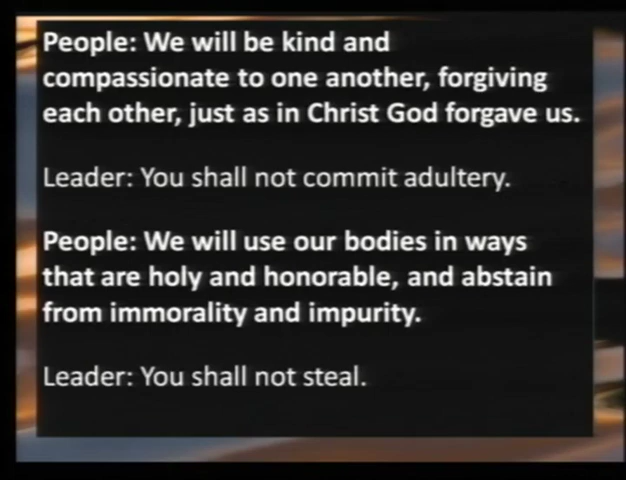 People: We will be kind and
compassionate to one another, forgiving
each other, just as in Christ God forgave us.
Leader: You shall not commit adultery.
People: We will use our bodies in ways
that are holy and honorable, and abstain
from immorality and impurity.
Leader: You shall not steal.